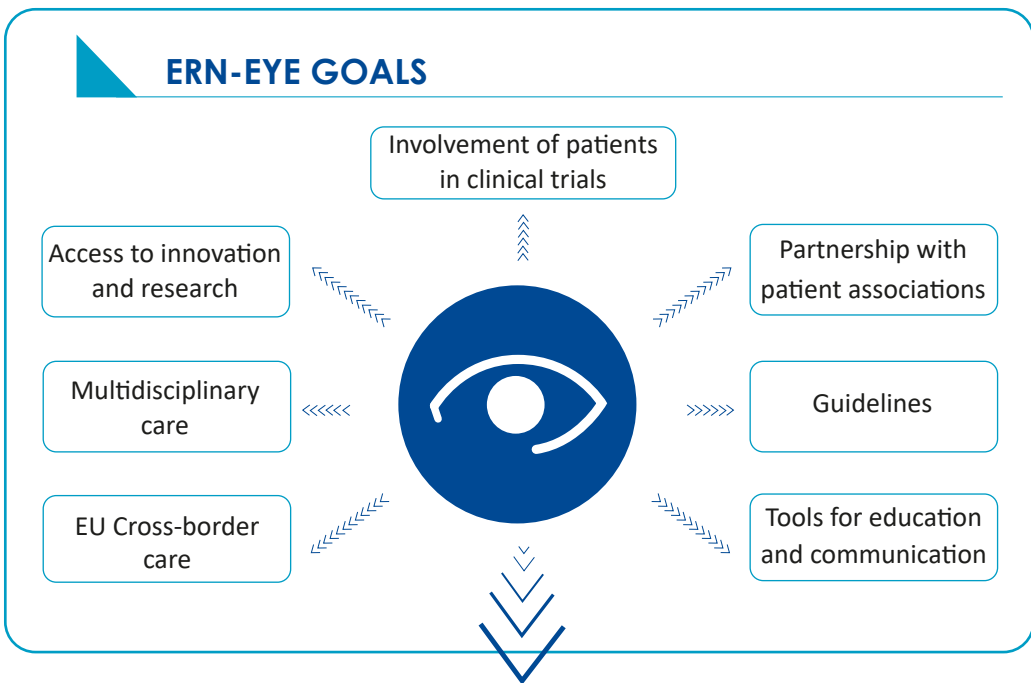 ERN-EYE GOALS
Involvement of patients
in clinical trials
Access to innovation
and research
Partnership with
patient associations
Multidisciplinary
care
Guidelines
EU Cross-border
care
Tools for education
and communication